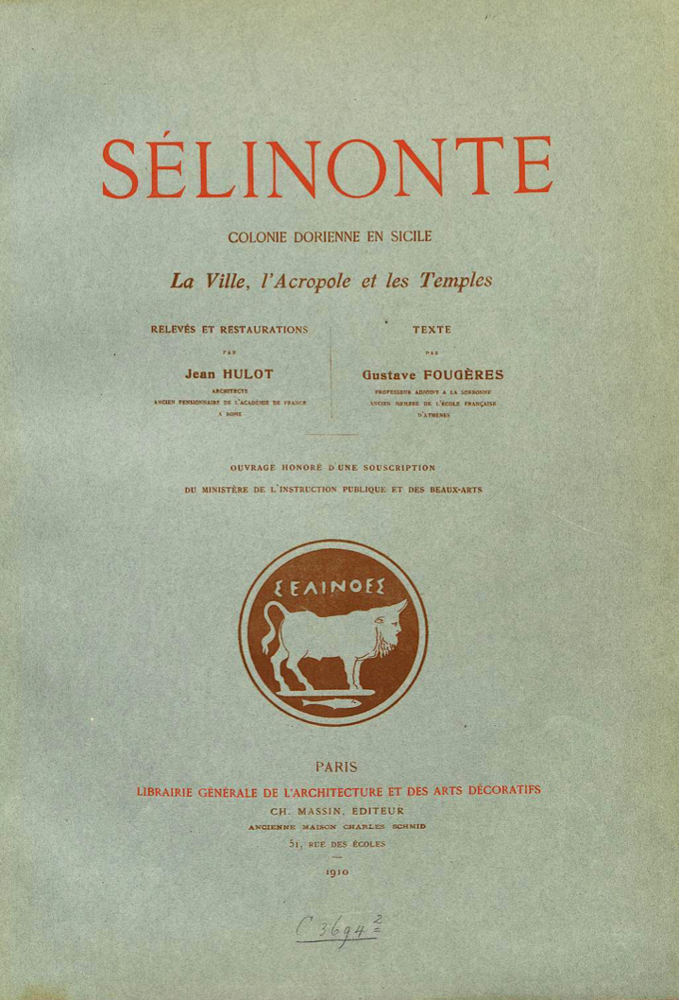 SÉLINONTE
COLONIE DORIENNE EN SICILE
La Ville, l'Acropole et les Temples
RELEVÉS ET RESTAURATIONS
PAR
Jean HULOT
ARCHITECTE
ANCIEN PENSIONNAIRE DE L'ACADÉMIE DE FRANCE
A ROME
TEXTE
PAR
Gustave FOUGÈRES
PROFESSEUR ADJOINT A LA SORBONNE
ANCIEN MEMBRE DE L'ÉCOLE FRANÇAISE
D'ATHÈNES
OUVRAGE HONORÉ D'UNE SOUSCRIPTION
DU MINISTÈRE DE L'INSTRUCTION PUBLIQUE ET DES BEAUX-ARTS
ΣΕΛΙΝΟΕΣ
PARIS
LIBRAIRIE GÉNÉRALE DE L'ARCHITECTURE ET DES ARTS DÉCORATIFS
CH. MASSIN, EDITEUR
ANCIENNE MAISON CHARLES SCHMID
51, RUE DES ÉCOLES
1910
C 3694²